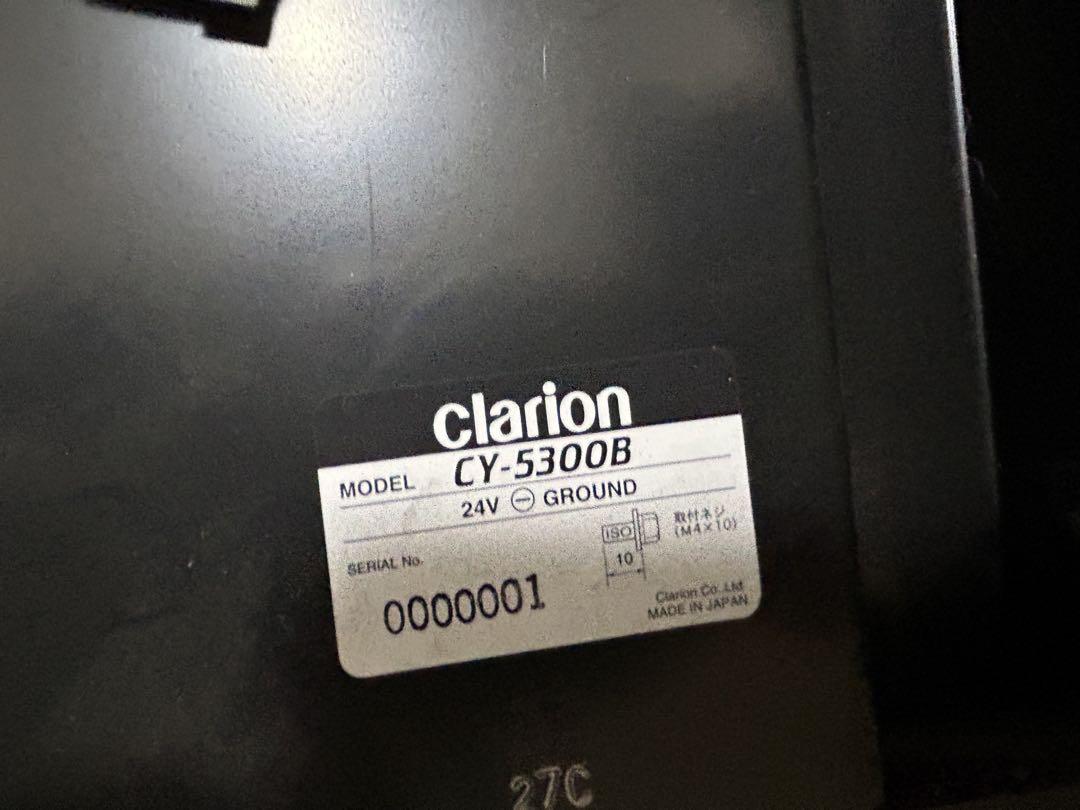 clarion
MODEL CY-5300B
24V ⊖ GROUND
ISO
取付ネジ
(M4×10)
10
SERIAL No.
0000001
Clarion Co., Ltd.
MADE IN JAPAN
27C